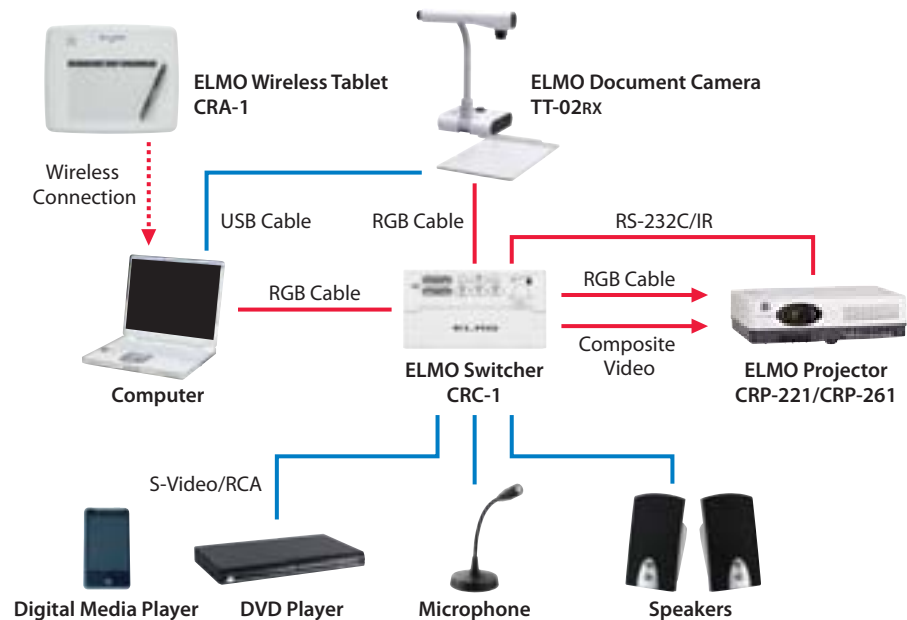 ELMO Wireless Tablet
CRA-1
ELMO Document Camera
TT-02RX
Wireless
Connection
USB Cable
RGB Cable
RS-232C/IR
RGB Cable
RGB Cable
ELMO
Composite
Video
Computer
ELMO Switcher
CRC-1
ELMO Projector
CRP-221/CRP-261
S-Video/RCA
Digital Media Player
DVD Player
Microphone
Speakers